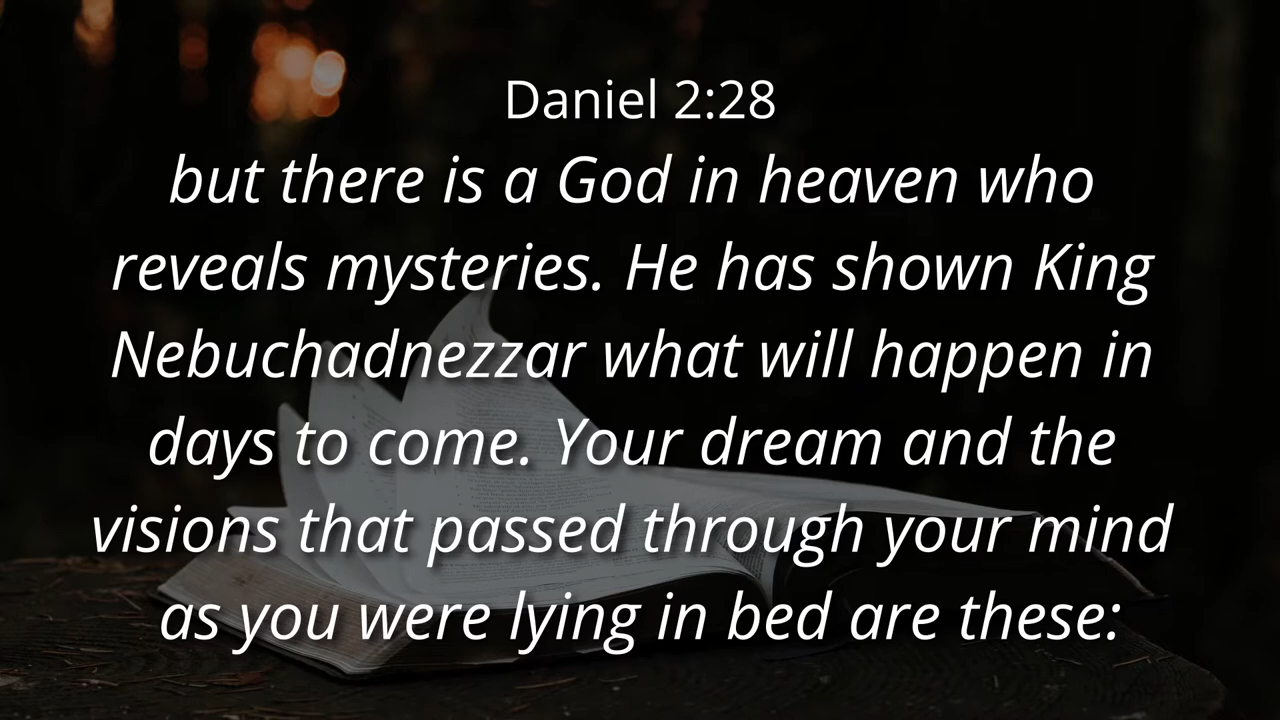 Daniel 2:28
but there is a God in heaven who
reveals mysteries. He has shown King
Nebuchadnezzar what will happen in
days to come. Your dream and the
visions that passed through your mind
as you were lying in bed are these: